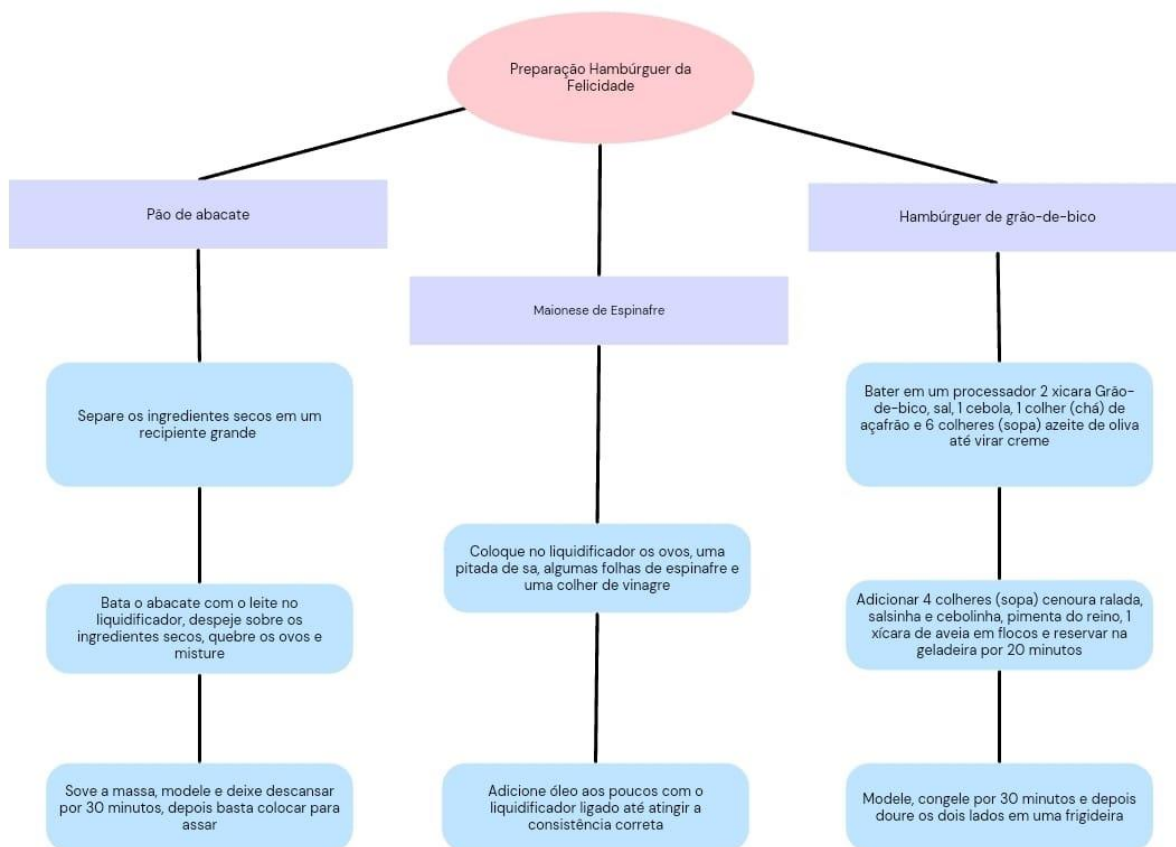 Preparação Hambúrguer da
Felicidade
Pão de abacate
Separe os ingredientes secos em um
recipiente grande
Bata o abacate com o leite no
liquidificador, despeje sobre os
ingredientes secos, quebre os ovos e
misture
Sove a massa, modele e deixe descansar
por 30 minutos, depois basta colocar para
assar
Maionese de Espinafre
Coloque no liquidificador os ovos, uma
pitada de sa, algumas folhas de espinafre e
uma colher de vinagre
Adicione óleo aos poucos com o
liquidificador ligado até atingir a
consistência correta
Hambúrguer de grão-de-bico
Bater em um processador 2 xicara Grão-
de-bico, sal, 1 cebola, 1 colher (chá) de
açafrão e 6 colheres (sopa) azeite de oliva
até virar creme
Adicionar 4 colheres (sopa) cenoura ralada,
salsinha e cebolinha, pimenta do reino, 1
xícara de aveia em flocos e reservar na
geladeira por 20 minutos
Modele, congele por 30 minutos e depois
doure os dois lados em uma frigideira